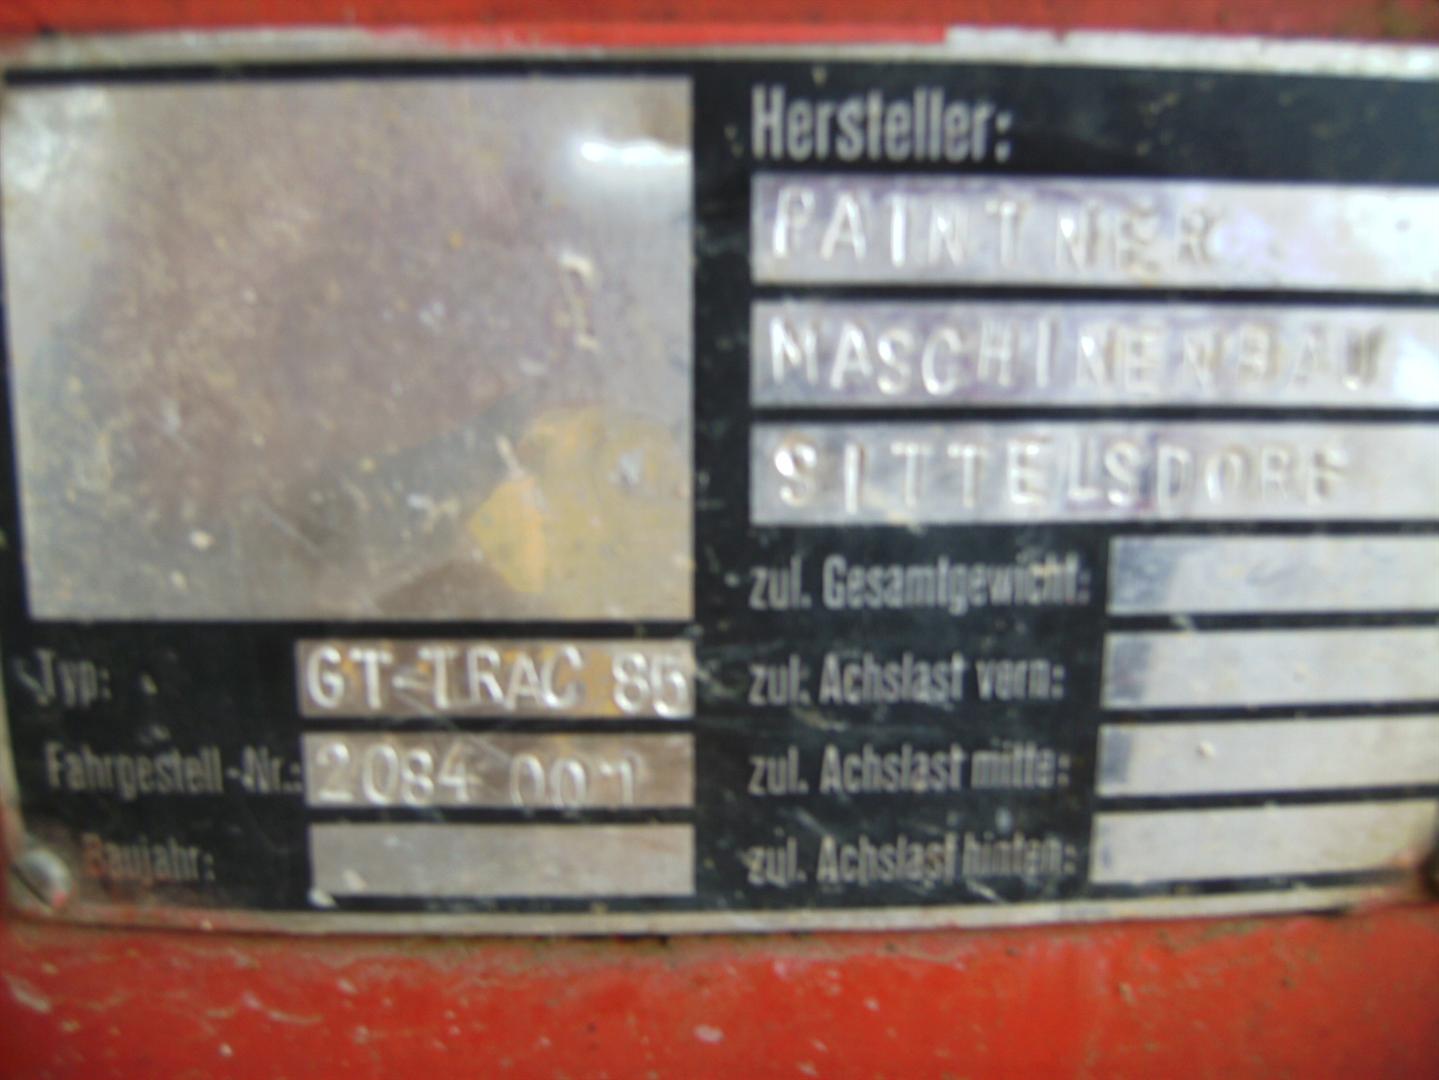 Hersteller:
PAINTNER
MASCHINENBAU
SITTELSDORF
zul. Gesamtgewicht:
Typ: GT-TRAC 85
zul. Achslast vorn:
Fahrgestell-Nr.: 2084 001
zul. Achslast mitte:
Baujahr:
zul. Achslast hinten: